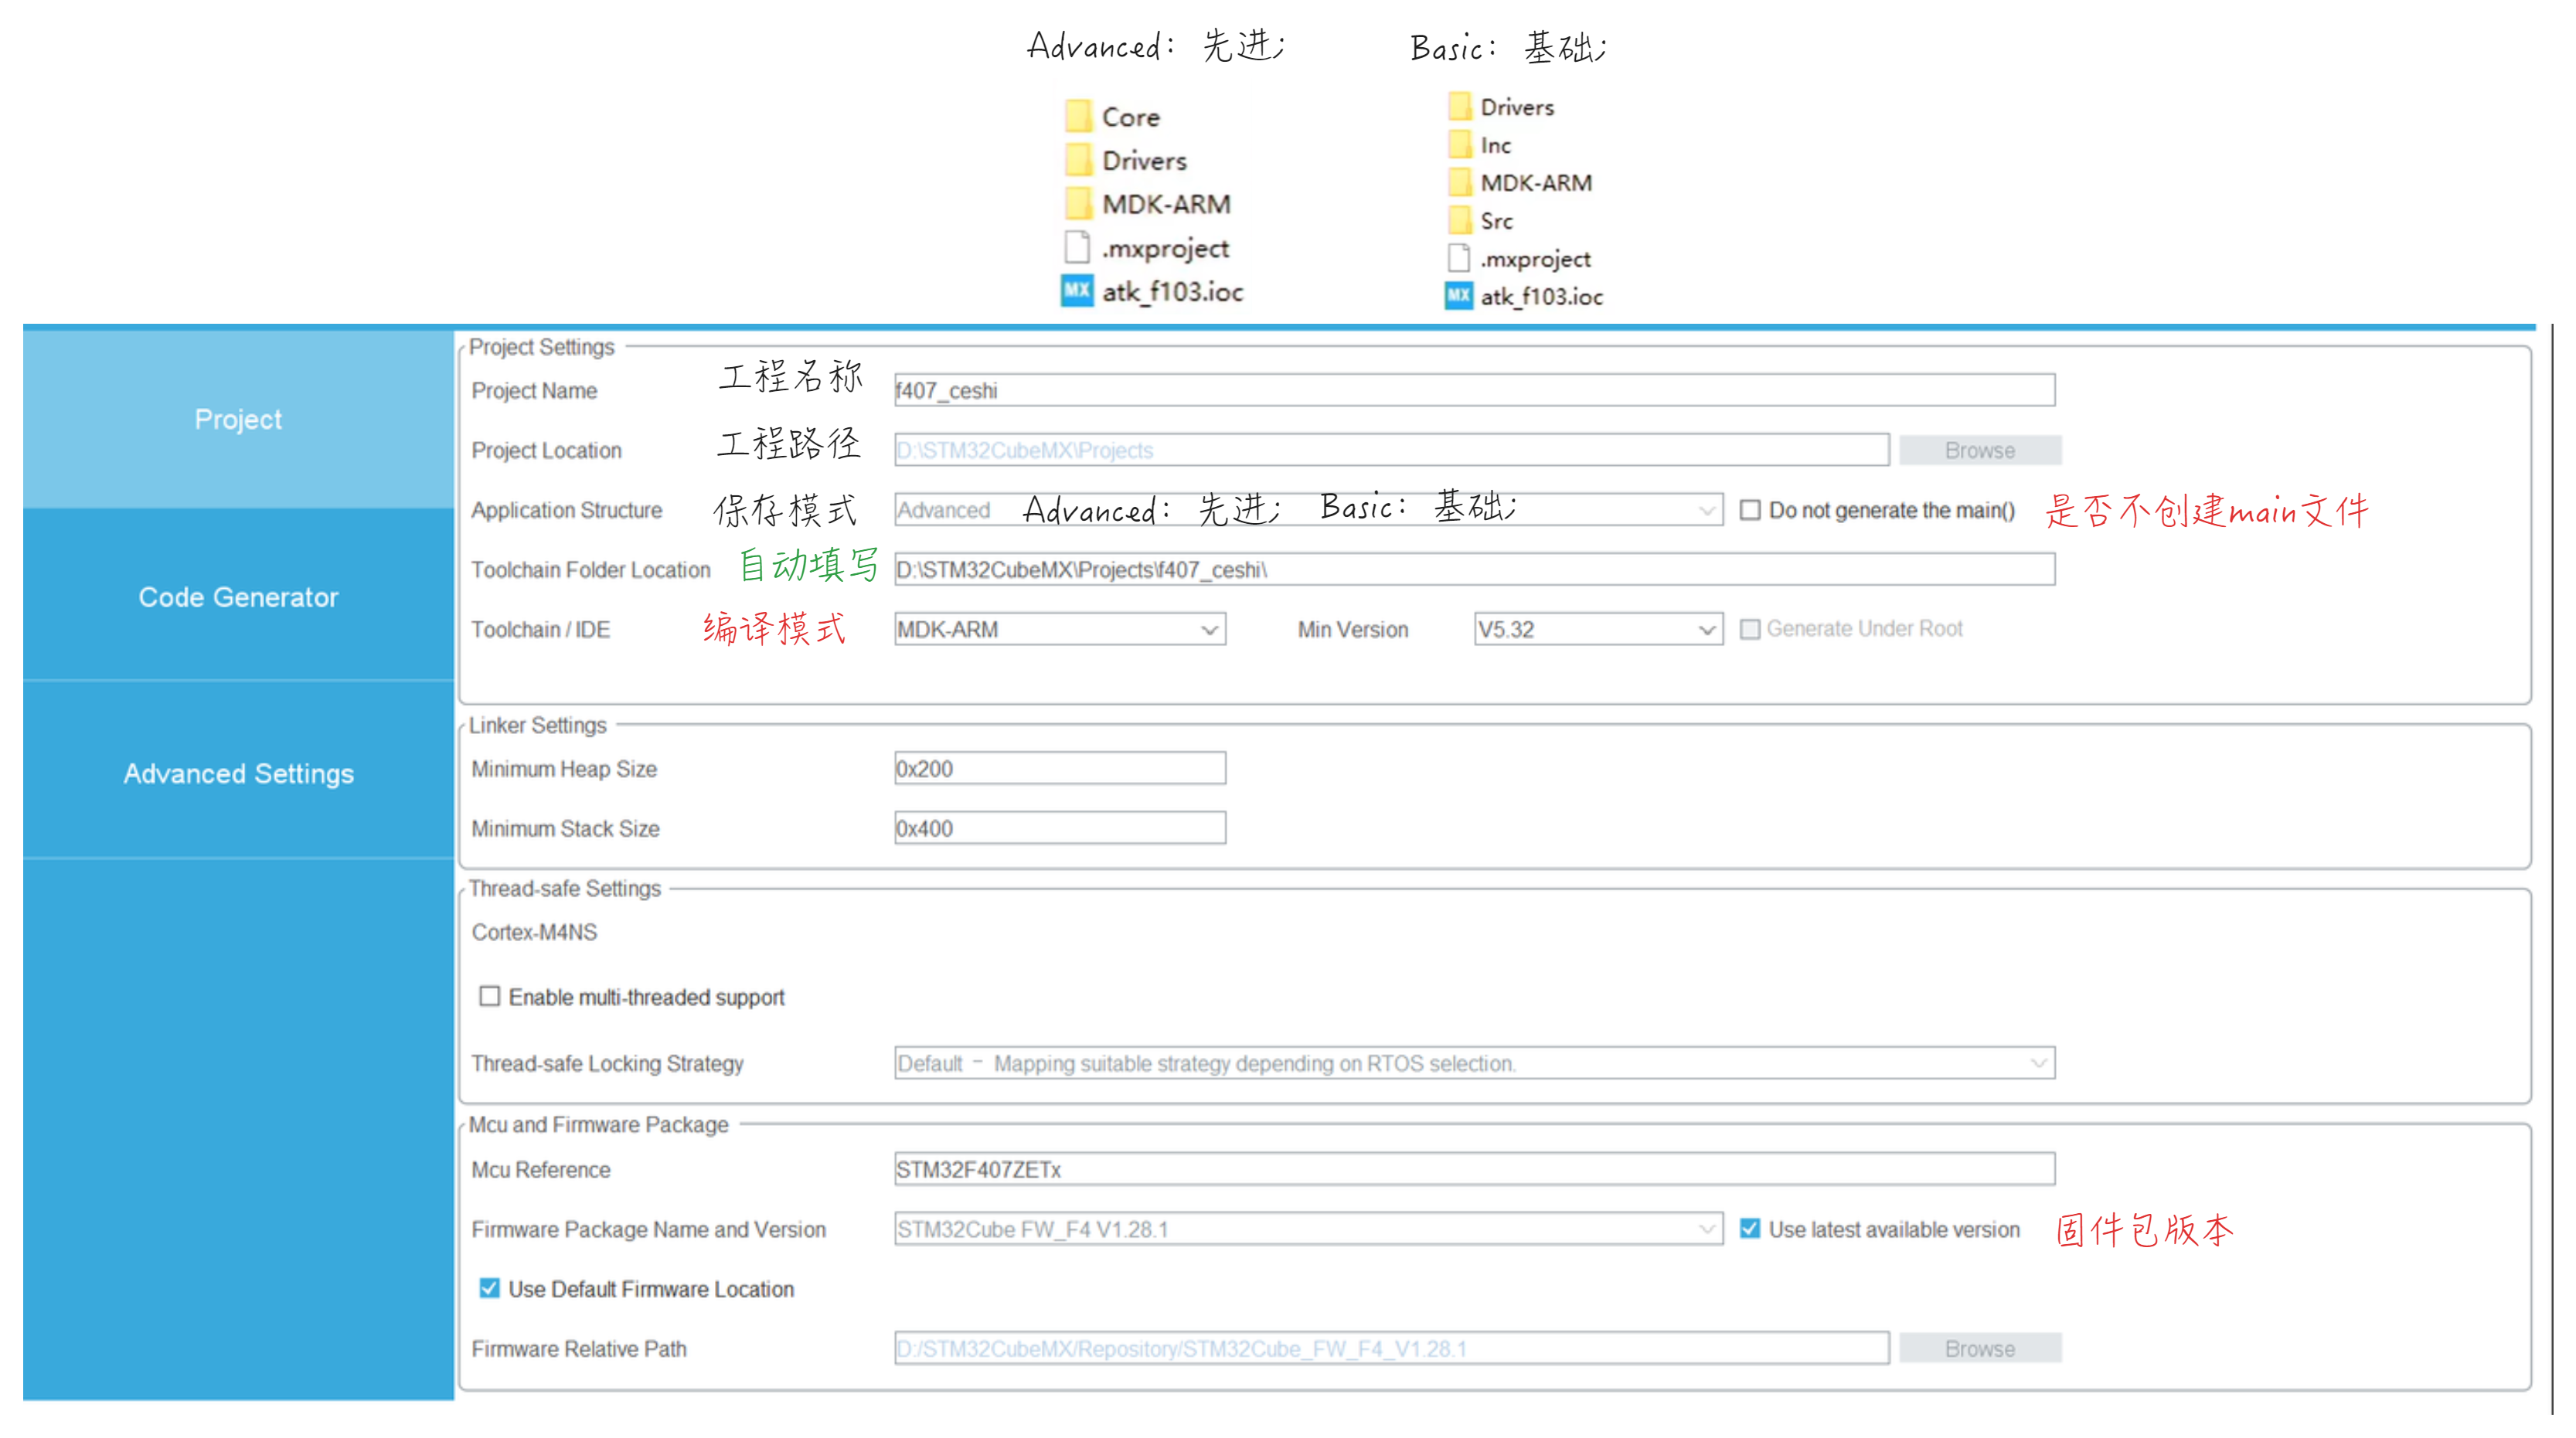 Advanced：先进；
Basic：基础；
Core
Drivers
MDK-ARM
.mxproject
MX atk_f103.ioc
Drivers
Inc
MDK-ARM
Src
.mxproject
MX atk_f103.ioc
Project
Code Generator
Advanced Settings
Project Settings
Project Name 工程名称 f407_ceshi
Project Location 工程路径 D:\STM32CubeMX\Projects Browse
Application Structure 保存模式 Advanced Advanced：先进；Basic：基础； Do not generate the main() 是否不创建main文件
Toolchain Folder Location 自动填写 D:\STM32CubeMX\Projects\f407_ceshi\
Toolchain / IDE 编译模式 MDK-ARM Min Version V5.32 Generate Under Root
Linker Settings
Minimum Heap Size 0x200
Minimum Stack Size 0x400
Thread-safe Settings
Cortex-M4NS
Enable multi-threaded support
Thread-safe Locking Strategy Default － Mapping suitable strategy depending on RTOS selection.
Mcu and Firmware Package
Mcu Reference STM32F407ZETx
Firmware Package Name and Version STM32Cube FW_F4 V1.28.1 Use latest available version 固件包版本
Use Default Firmware Location
Firmware Relative Path D:/STM32CubeMX/Repository/STM32Cube_FW_F4_V1.28.1 Browse